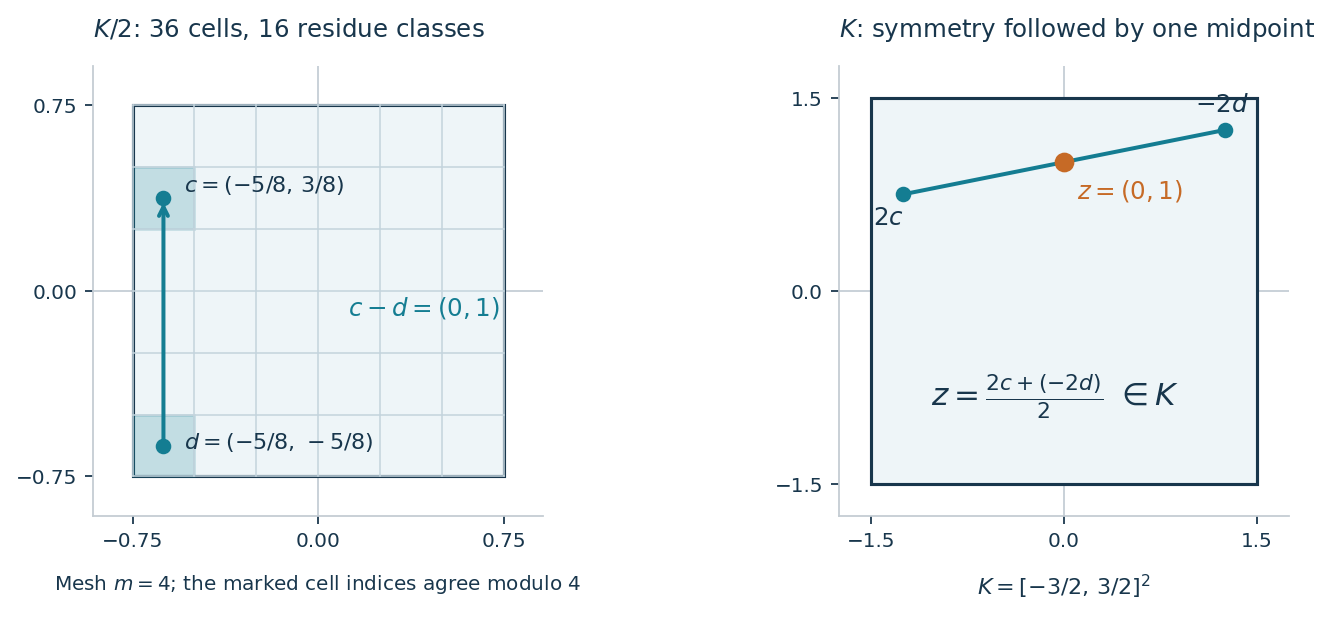 K/2: 36 cells, 16 residue classes
0.75
0.00
−0.75
c = (−5/8, 3/8)
c − d = (0, 1)
d = (−5/8, −5/8)
−0.75 0.00 0.75
Mesh m = 4; the marked cell indices agree modulo 4
K: symmetry followed by one midpoint
1.5
0.0
−1.5
−2d
z = (0, 1)
2c
z = \frac{2c + (−2d)}{2} ∈ K
−1.5 0.0 1.5
K = [−3/2, 3/2]²